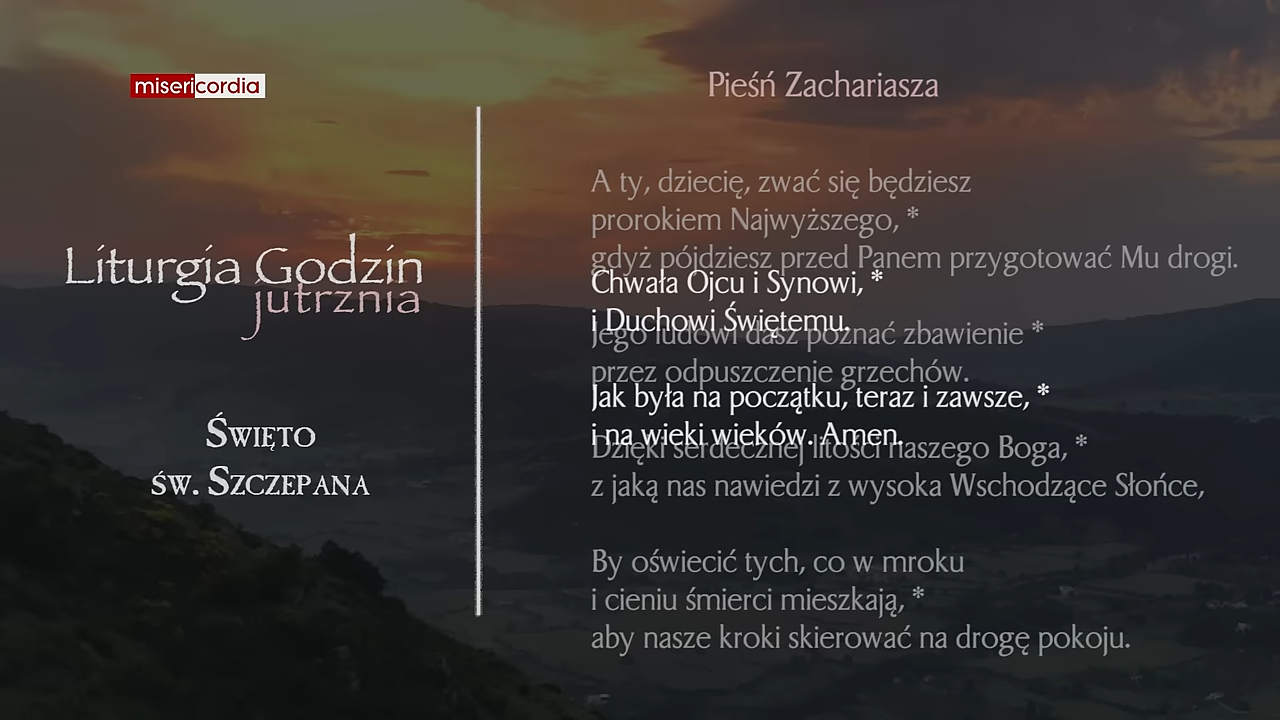 misericordia
Liturgia Godzin
jutrznia
Święto
św. Szczepana
Pieśń Zachariasza
A ty, dziecię, zwać się będziesz
prorokiem Najwyższego, *
gdyż pójdziesz przed Panem przygotować Mu drogi.
Chwała Ojcu i Synowi, *
i Duchowi Świętemu.
Jego ludowi dasz poznać zbawienie *
przez odpuszczenie grzechów.
Jak była na początku, teraz i zawsze, *
i na wieki wieków. Amen.
Dzięki serdecznej litości naszego Boga, *
z jaką nas nawiedzi z wysoka Wschodzące Słońce,
By oświecić tych, co w mroku
i cieniu śmierci mieszkają, *
aby nasze kroki skierować na drogę pokoju.